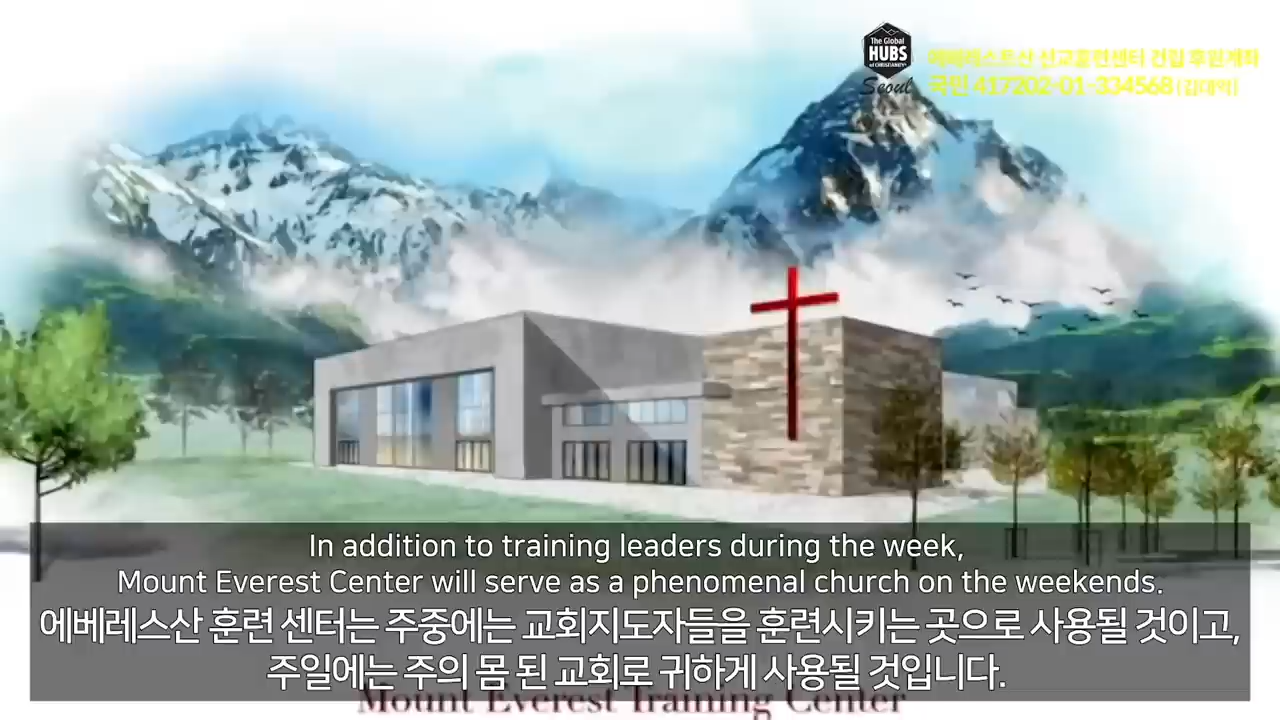 The Global
HUBS
of CHRISTIANITY
Seoul
에베레스트산 선교훈련센터 건립 후원계좌
국민 417202-01-334568 (김대덕)
In addition to training leaders during the week,
Mount Everest Center will serve as a phenomenal church on the weekends.
에베레스산 훈련 센터는 주중에는 교회지도자들을 훈련시키는 곳으로 사용될 것이고,
주일에는 주의 몸 된 교회로 귀하게 사용될 것입니다.
Mount Everest Training Center